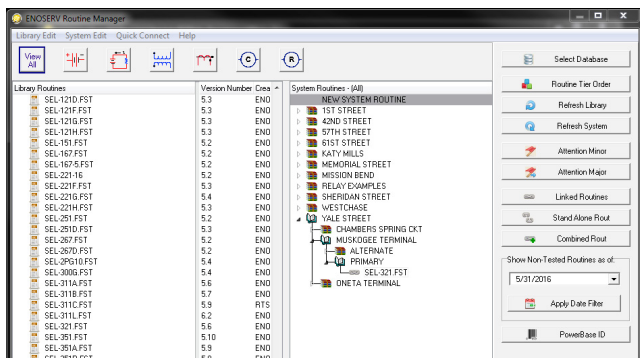 ENOSERV Routine Manager
Library Edit System Edit Quick Connect Help
View All
C
R
Library Routines Version Number Crea
SEL-121D.FST 5.3 ENO
SEL-121F.FST 5.3 ENO
SEL-121G.FST 5.3 ENO
SEL-121H.FST 5.3 ENO
SEL-151.FST 5.2 ENO
SEL-167.FST 5.2 ENO
SEL-167-5.FST 5.2 ENO
SEL-221-16 5.2 ENO
SEL-221F.FST 5.3 ENO
SEL-221G.FST 5.4 ENO
SEL-221H.FST 5.3 ENO
SEL-251.FST 5.2 ENO
SEL-251D.FST 5.3 ENO
SEL-267.FST 5.2 ENO
SEL-267D.FST 5.2 ENO
SEL-2PG10.FST 5.4 ENO
SEL-300G.FST 5.4 ENO
SEL-311A.FST 5.6 ENO
SEL-311B.FST 5.7 ENO
SEL-311C.FST 5.9 RTS
SEL-311L.FST 6.2 ENO
SEL-321.FST 5.6 ENO
SEL-351.FST 5.10 ENO
SEL-351A.FST 5.9 ENO
System Routines - (All)
NEW SYSTEM ROUTINE
1ST STREET
42ND STREET
57TH STREET
61ST STREET
KATY MILLS
MEMORIAL STREET
MISSION BEND
RELAY EXAMPLES
SHERIDAN STREET
WESTCHASE
YALE STREET
CHAMBERS SPRING CKT
MUSKOGEE TERMINAL
ALTERNATE
PRIMARY
SEL-321.FST
ONETA TERMINAL
Select Database
Routine Tier Order
Refresh Library
Refresh System
Attention Minor
Attention Major
Linked Routines
Stand Alone Rout
Combined Rout
Show Non-Tested Routines as of:
5/31/2016
Apply Date Filter
PowerBase ID